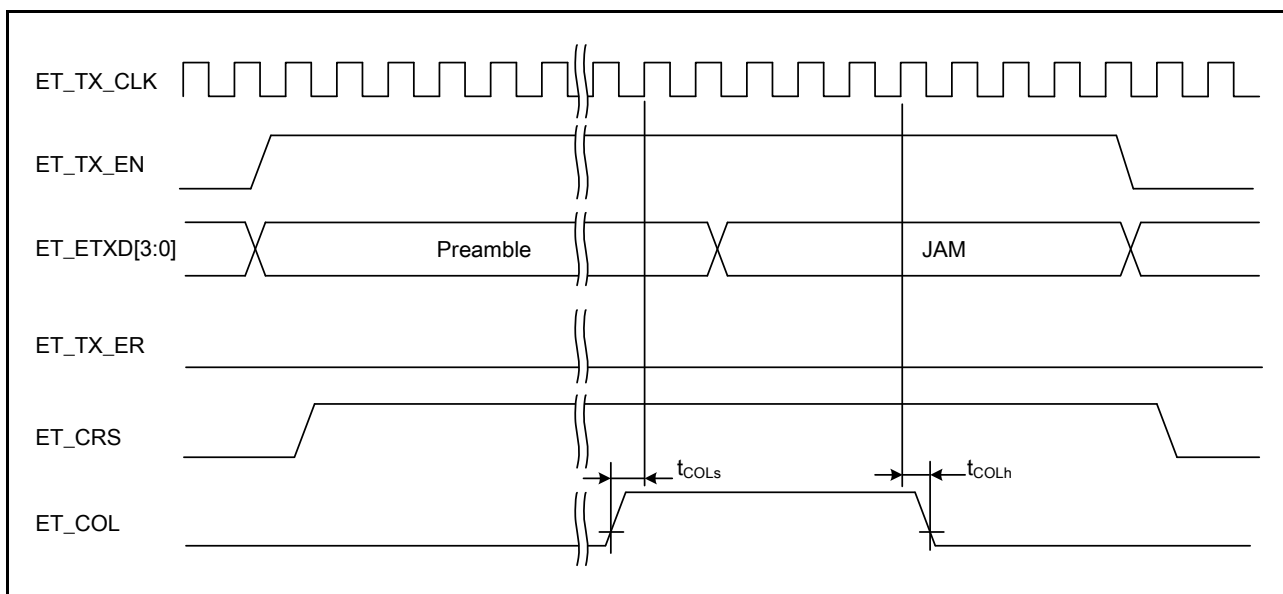 ET_TX_CLK
ET_TX_EN
ET_ETXD[3:0]
Preamble
JAM
ET_TX_ER
ET_CRS
tCOLs
tCOLh
ET_COL